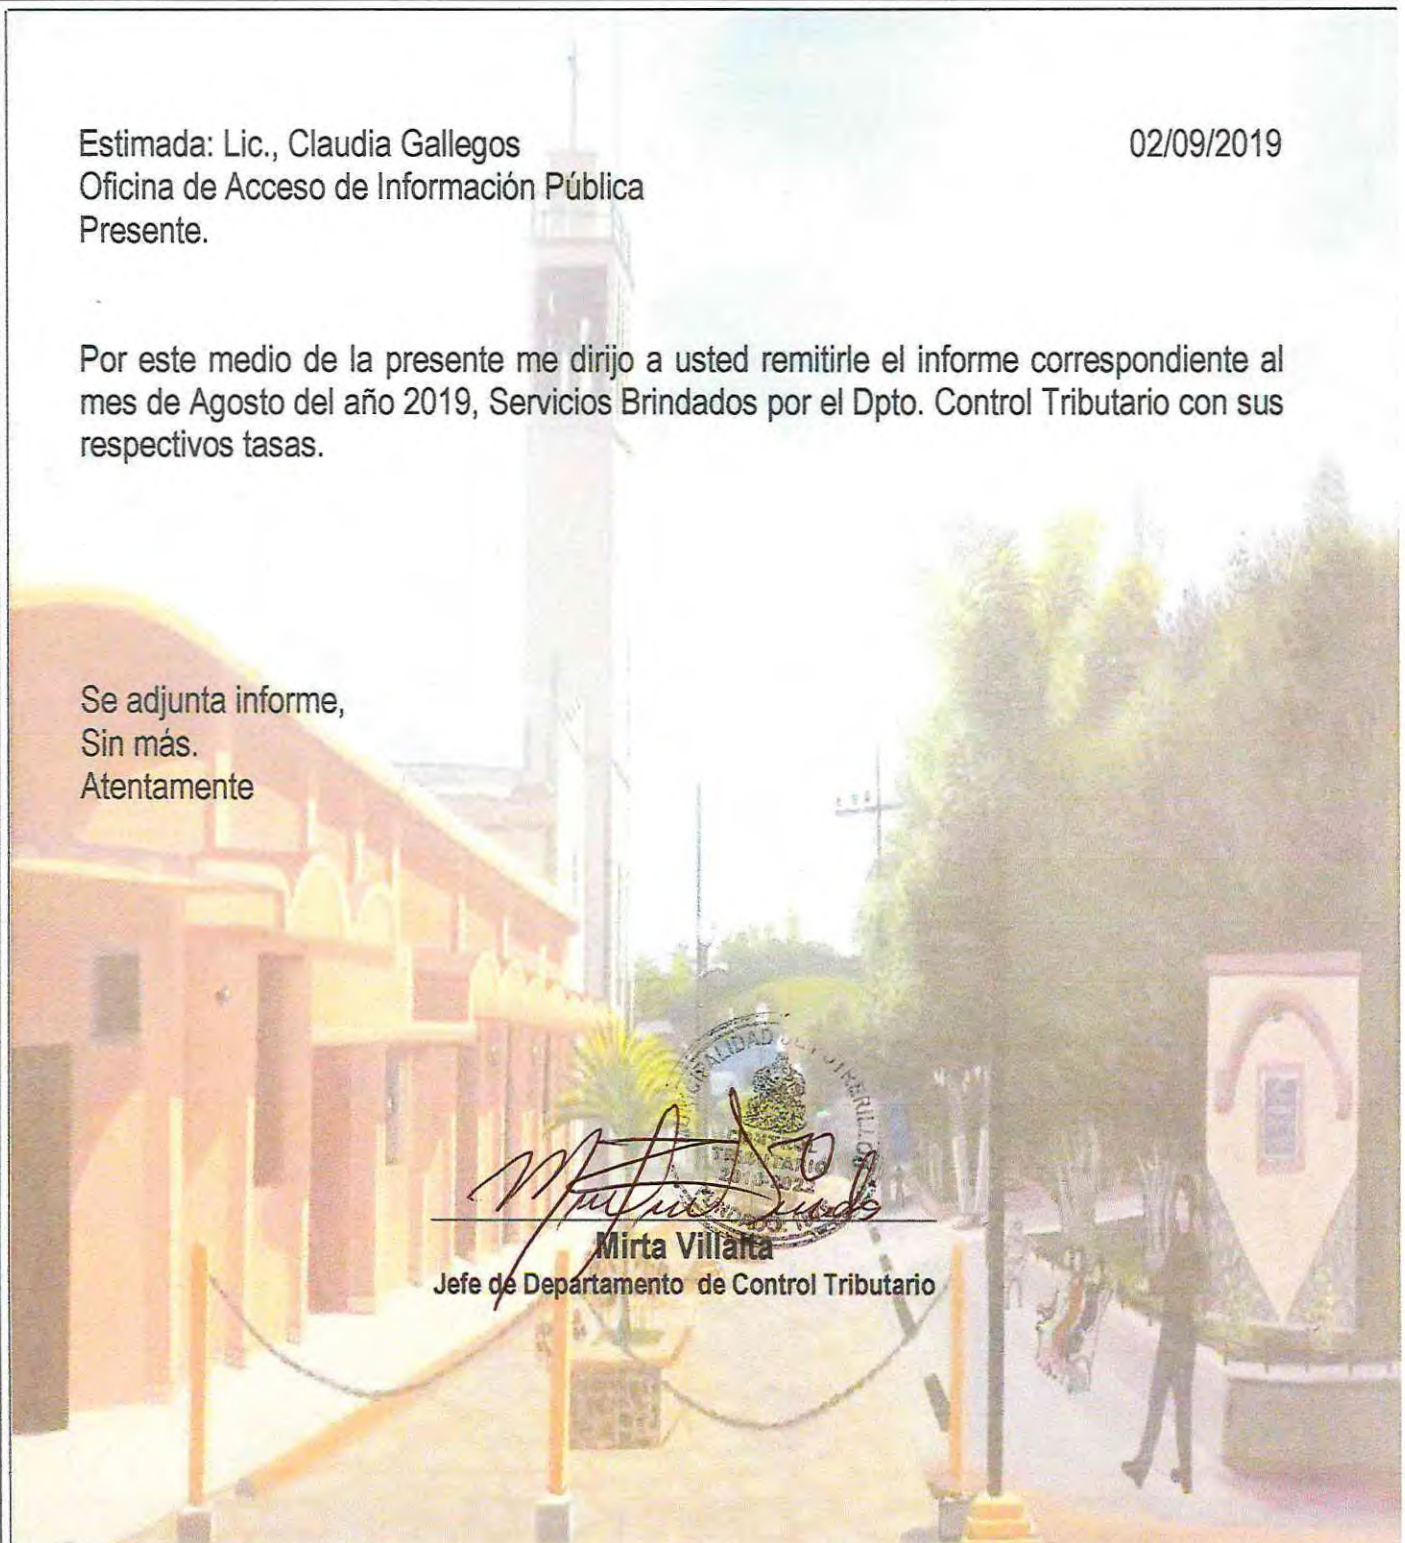 Estimada: Lic., Claudia Gallegos 02/09/2019
Oficina de Acceso de Información Pública
Presente.
Por este medio de la presente me dirijo a usted remitirle el informe correspondiente al
mes de Agosto del año 2019, Servicios Brindados por el Dpto. Control Tributario con sus
respectivos tasas.
Se adjunta informe,
Sin más.
Atentamente
TRIBUTARIO
Mirta Villalta
Jefe de Departamento de Control Tributario